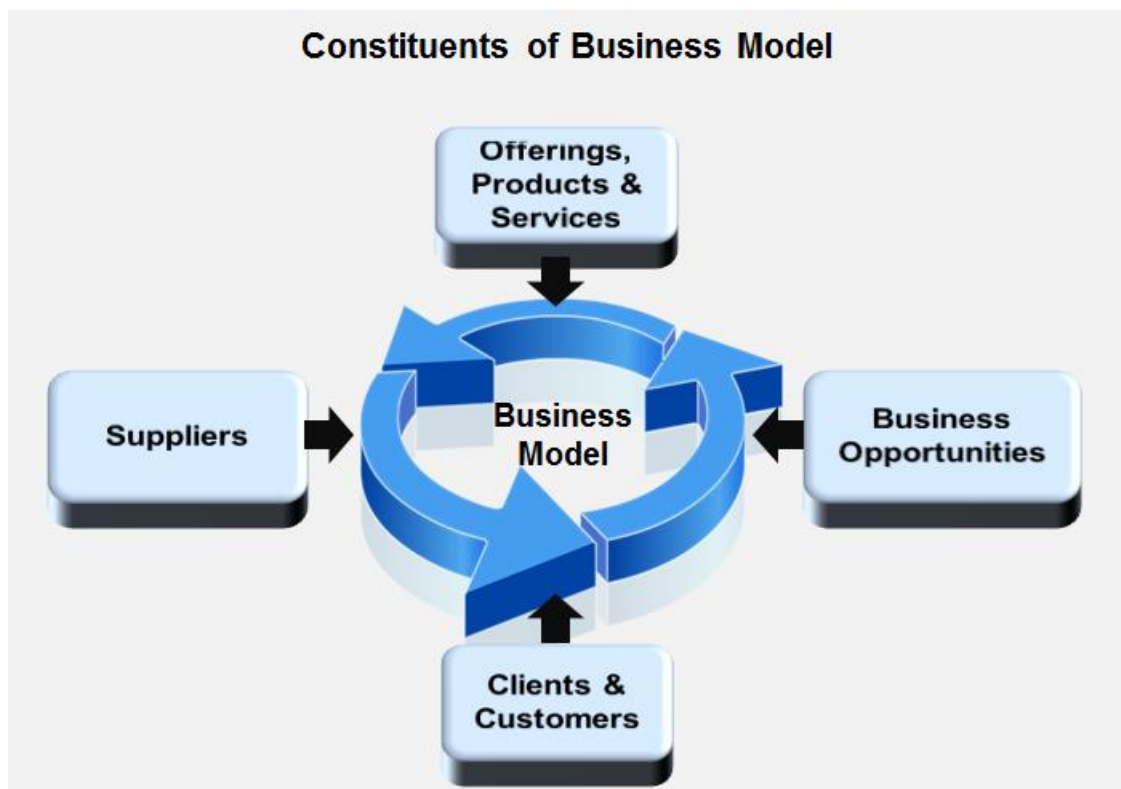 Constituents of Business Model
Offerings,
Products &
Services
Suppliers
Business
Model
Business
Opportunities
Clients &
Customers